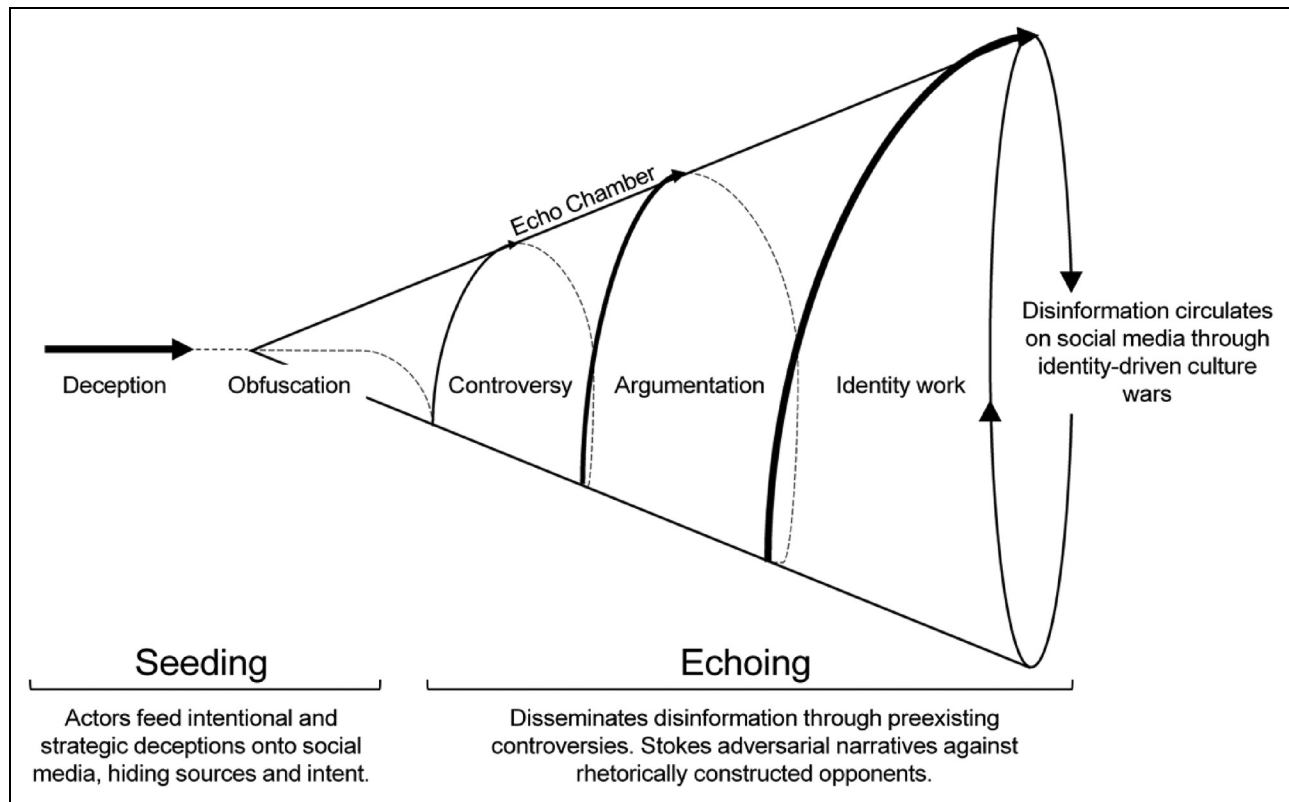 Echo Chamber
Deception
Obfuscation
Controversy
Argumentation
Identity work
Disinformation circulates
on social media through
identity-driven culture
wars
Seeding
Actors feed intentional and
strategic deceptions onto social
media, hiding sources and intent.
Echoing
Disseminates disinformation through preexisting
controversies. Stokes adversarial narratives against
rhetorically constructed opponents.